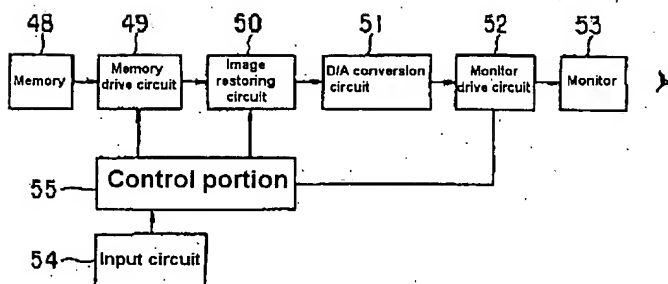 48 49 50 51 52 53
Memory
Memory
drive circuit
Image
restoring
circuit
D/A conversion
circuit
Monitor
drive circuit
Monitor
55
Control portion
54
Input circuit